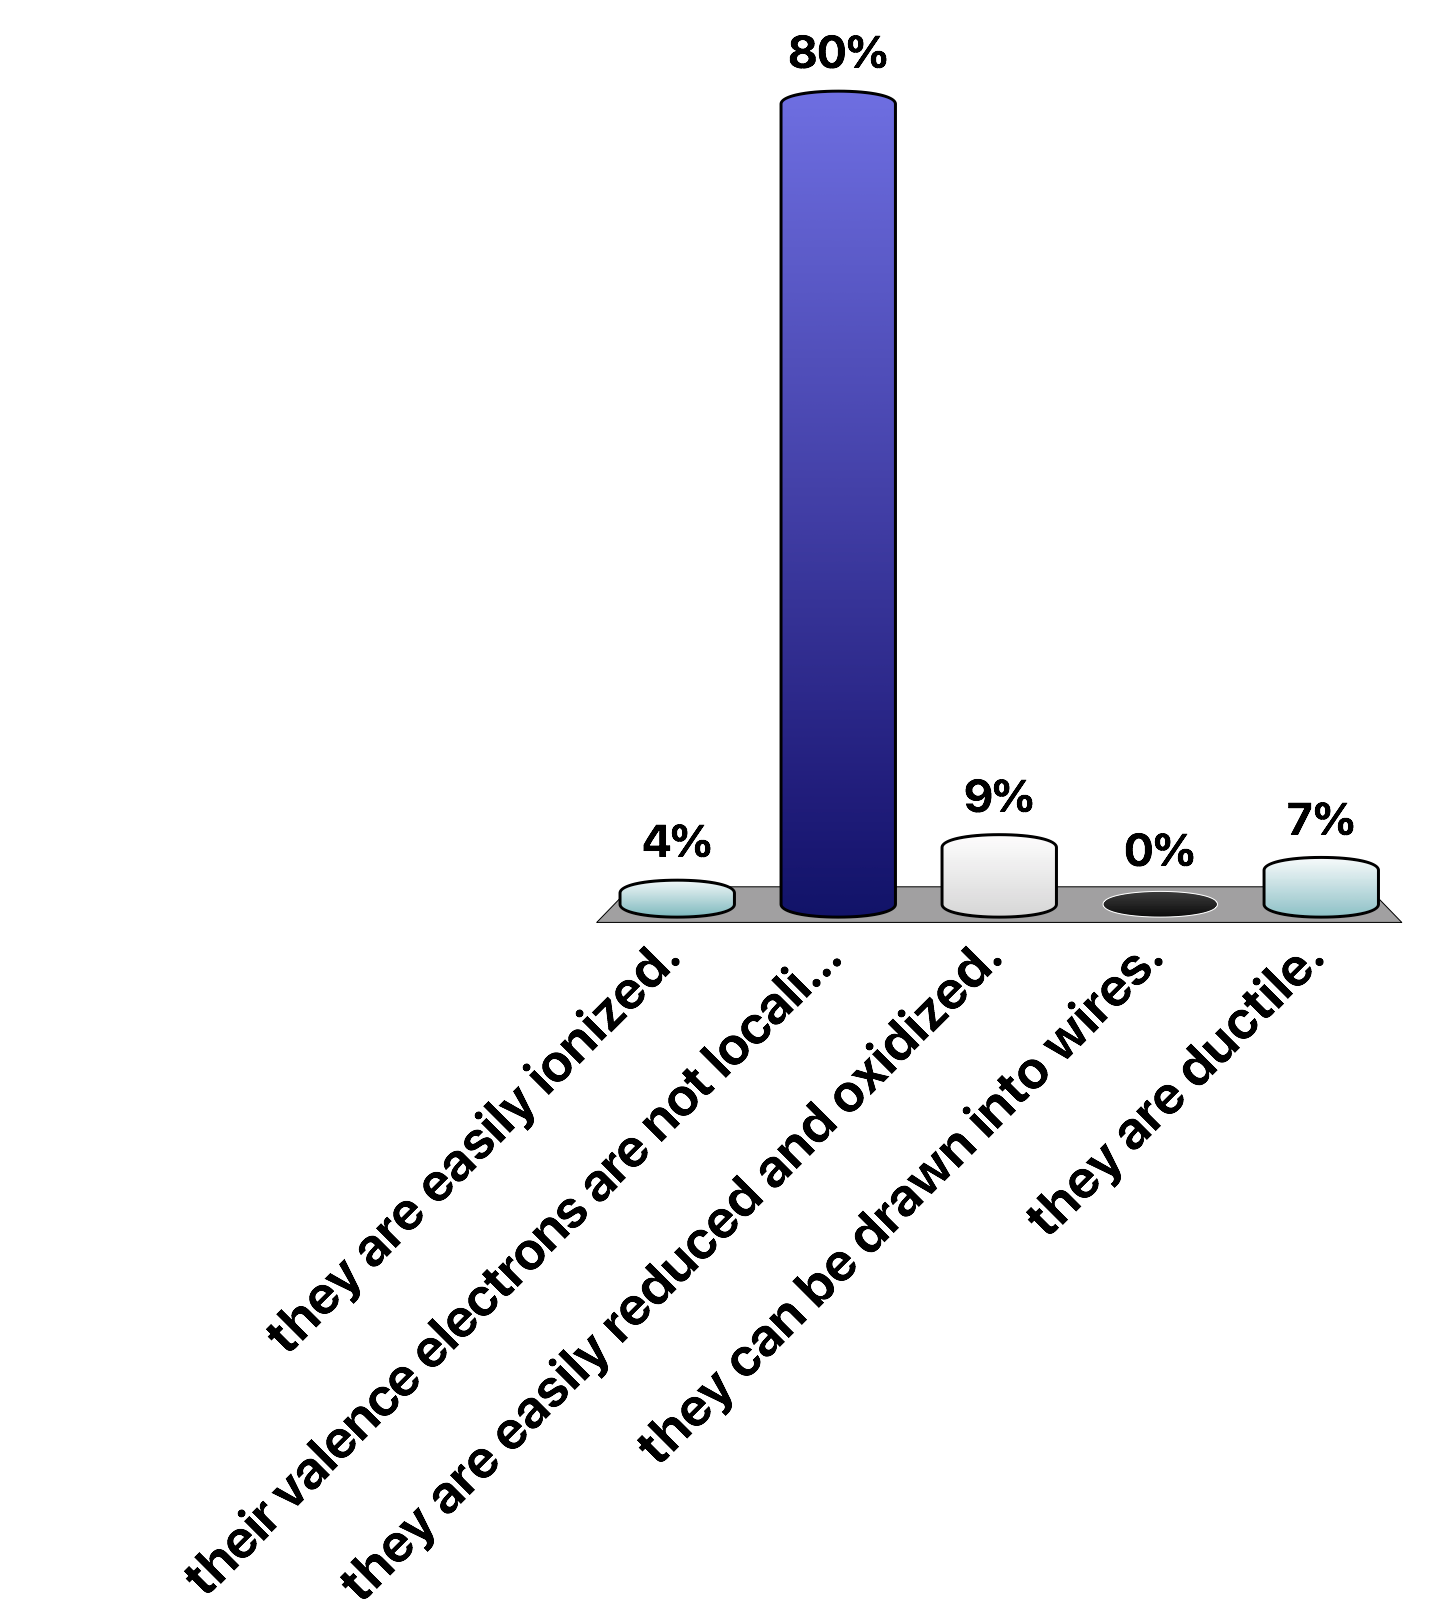 80%
9%
7%
4%
0%
they are easily ionized.
their valence electrons are not locali...
they are easily reduced and oxidized.
they can be drawn into wires.
they are ductile.